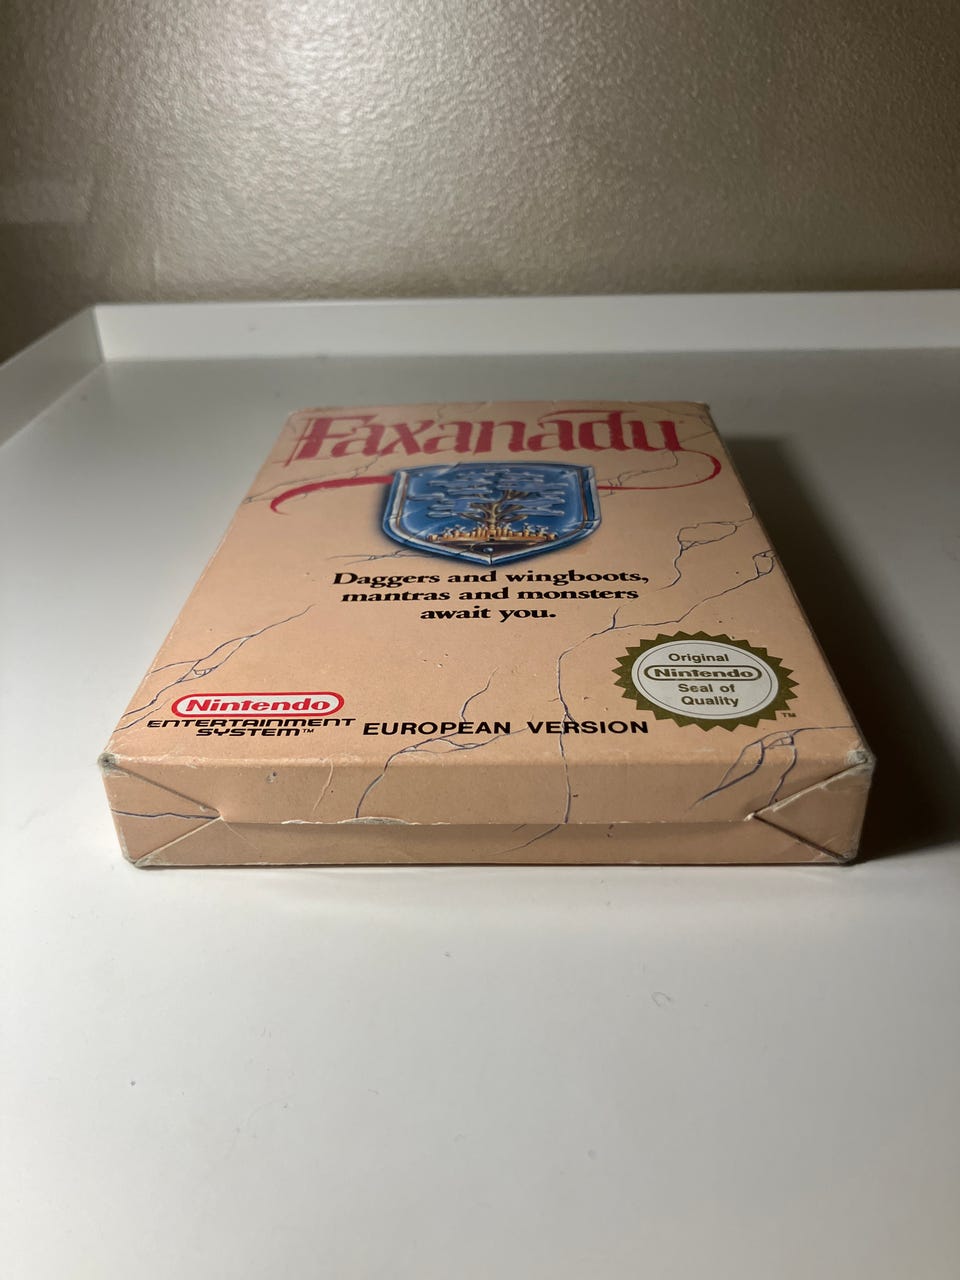 Faxanadu
Daggers and wingboots,
mantras and monsters
await you.
Original
Nintendo
Seal of
Quality
TM
Nintendo
ENTERTAINMENT
SYSTEM™
EUROPEAN VERSION